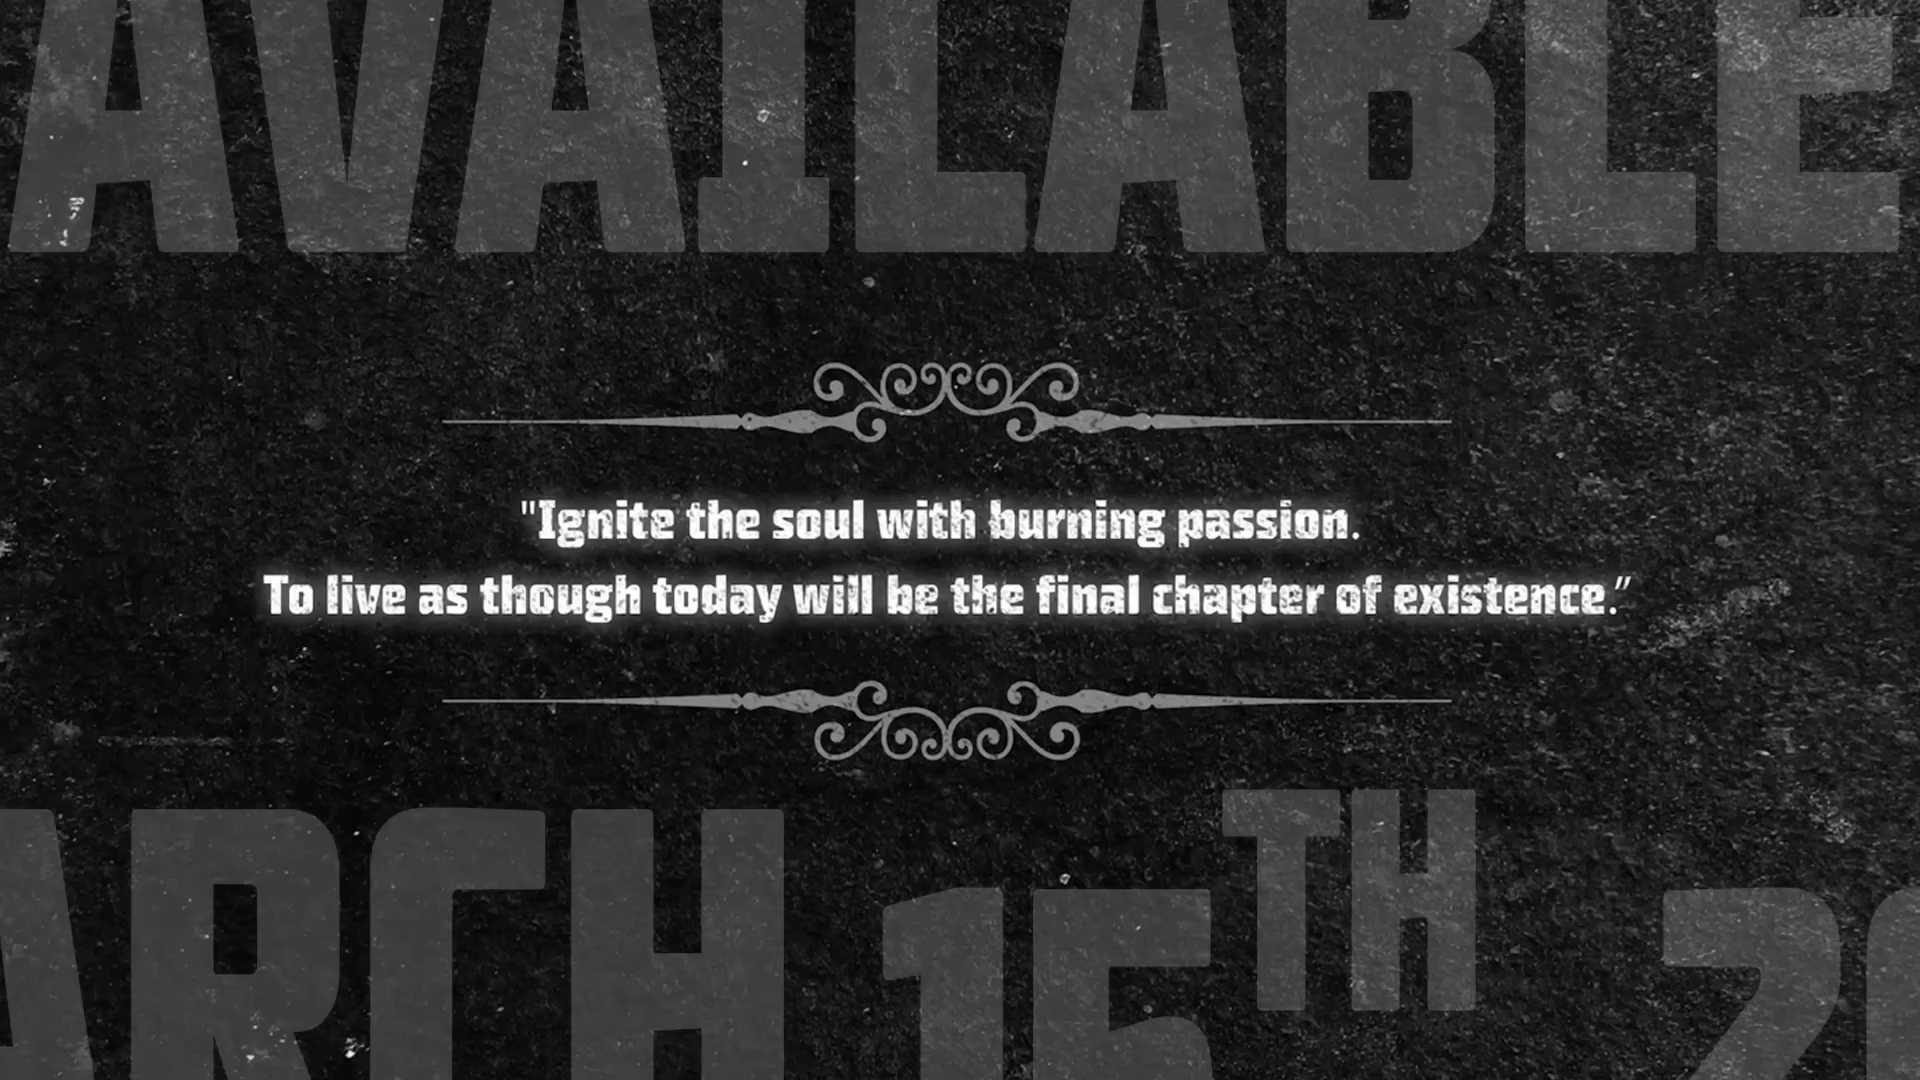 AVAILABLE
"Ignite the soul with burning passion.
To live as though today will be the final chapter of existence.”
ARCH 15TH 20